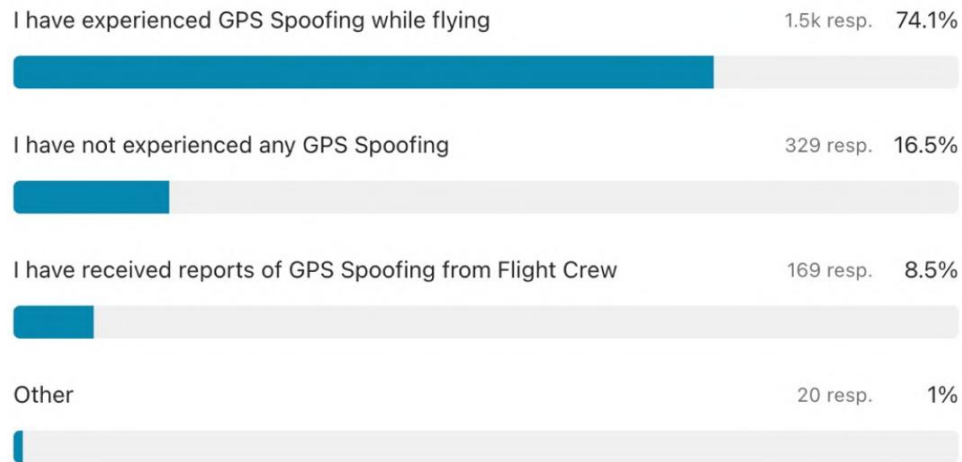 I have experienced GPS Spoofing while flying 1.5k resp. 74.1%
I have not experienced any GPS Spoofing 329 resp. 16.5%
I have received reports of GPS Spoofing from Flight Crew 169 resp. 8.5%
Other 20 resp. 1%